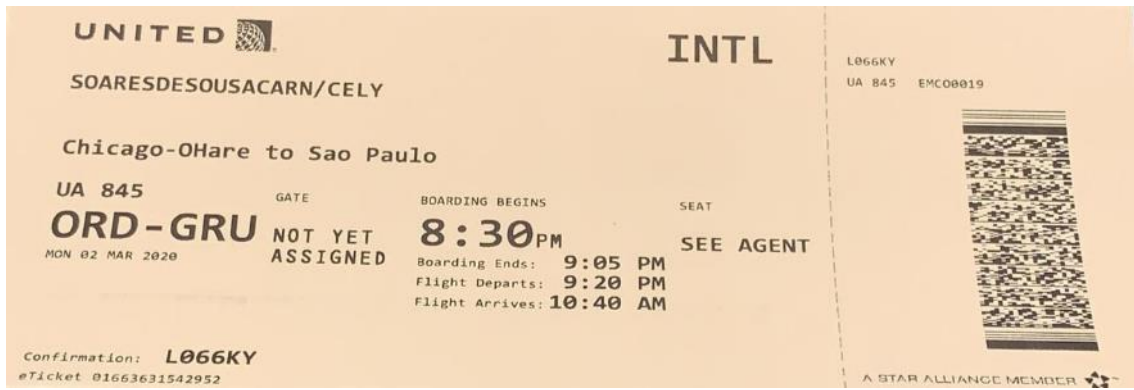 UNITED
INTL
SOARESDESOUSACARN/CELY
Chicago-OHare to Sao Paulo
UA 845
ORD-GRU
MON 02 MAR 2020
GATE
NOT YET
ASSIGNED
BOARDING BEGINS
8:30PM
Boarding Ends: 9:05 PM
Flight Departs: 9:20 PM
Flight Arrives: 10:40 AM
SEAT
SEE AGENT
Confirmation: L066KY
eTicket 01663631542952
L066KY
UA 845 EMCO0019
A STAR ALLIANCE MEMBER